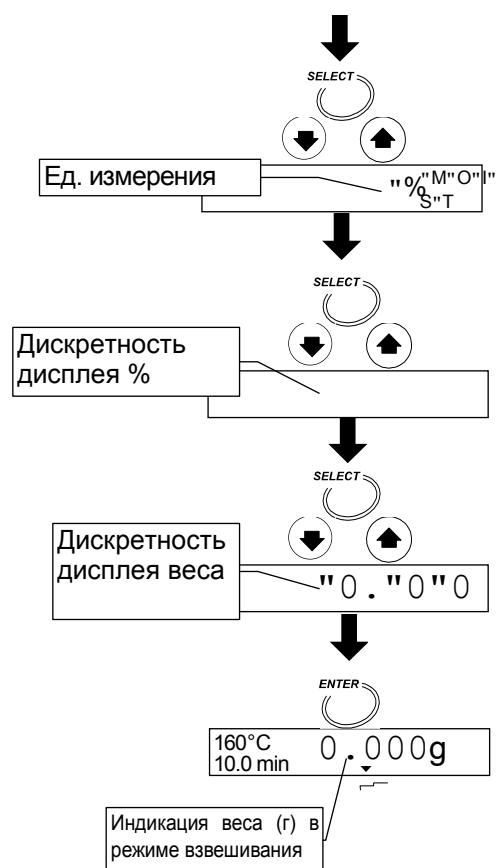 SELECT
Ед. измерения
"%"M"O"I"
S"T
SELECT
Дискретность
дисплея %
SELECT
Дискретность
дисплея веса
"0."0"0
ENTER
160°C
10.0 min
0.000g
Индикация веса (г) в
режиме взвешивания